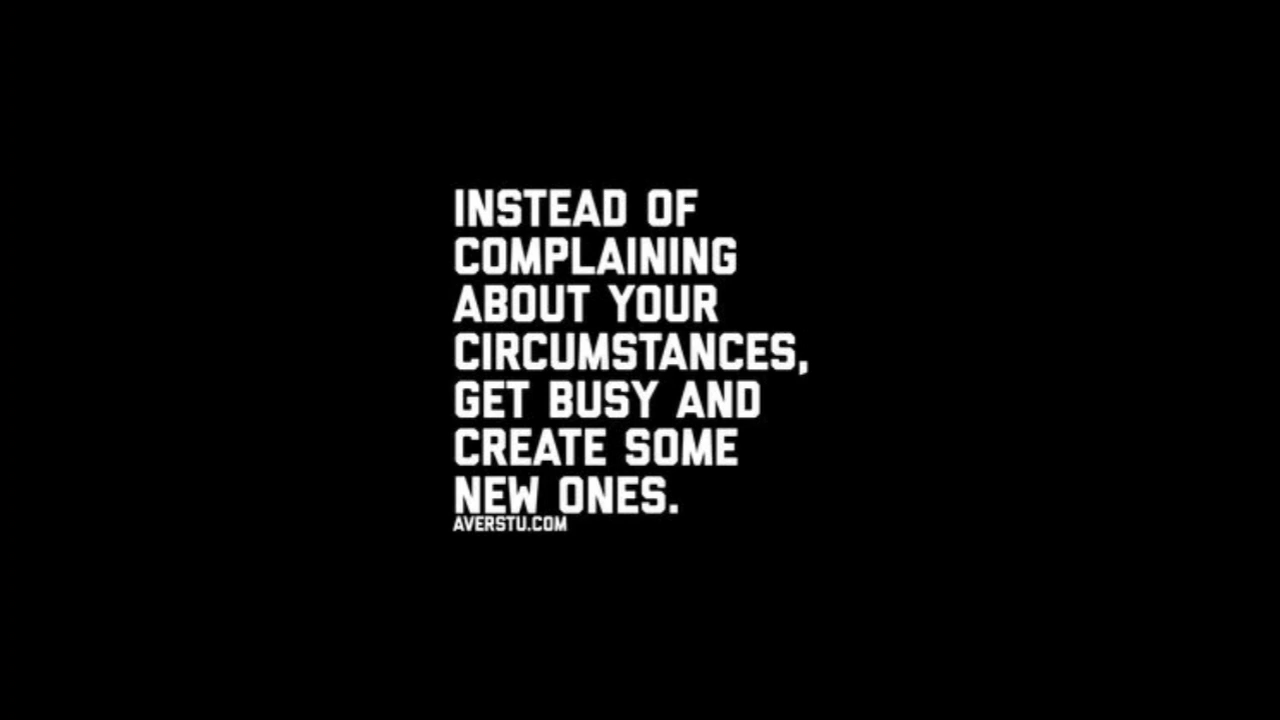 INSTEAD OF
COMPLAINING
ABOUT YOUR
CIRCUMSTANCES,
GET BUSY AND
CREATE SOME
NEW ONES.
AVERSTU.COM